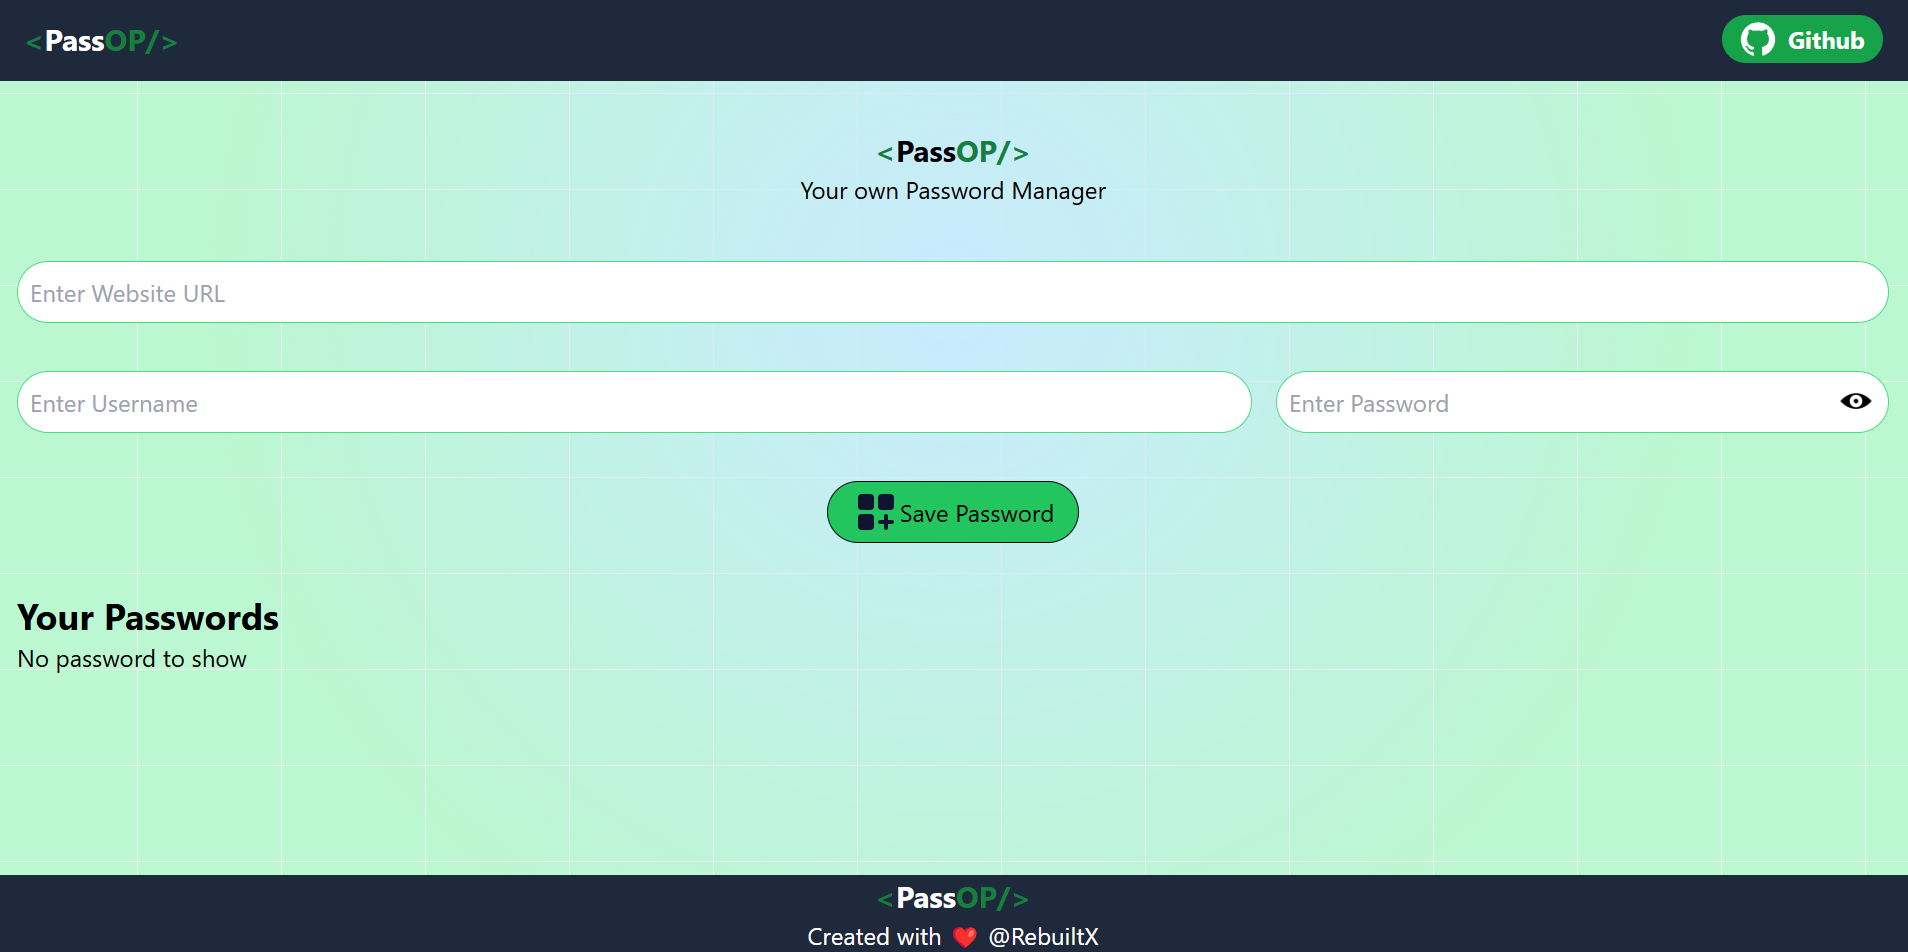 <PassOP/>
Github
<PassOP/>
Your own Password Manager
Enter Website URL
Enter Username
Enter Password
Save Password
Your Passwords
No password to show
<PassOP/>
Created with ❤️ @RebuiltX